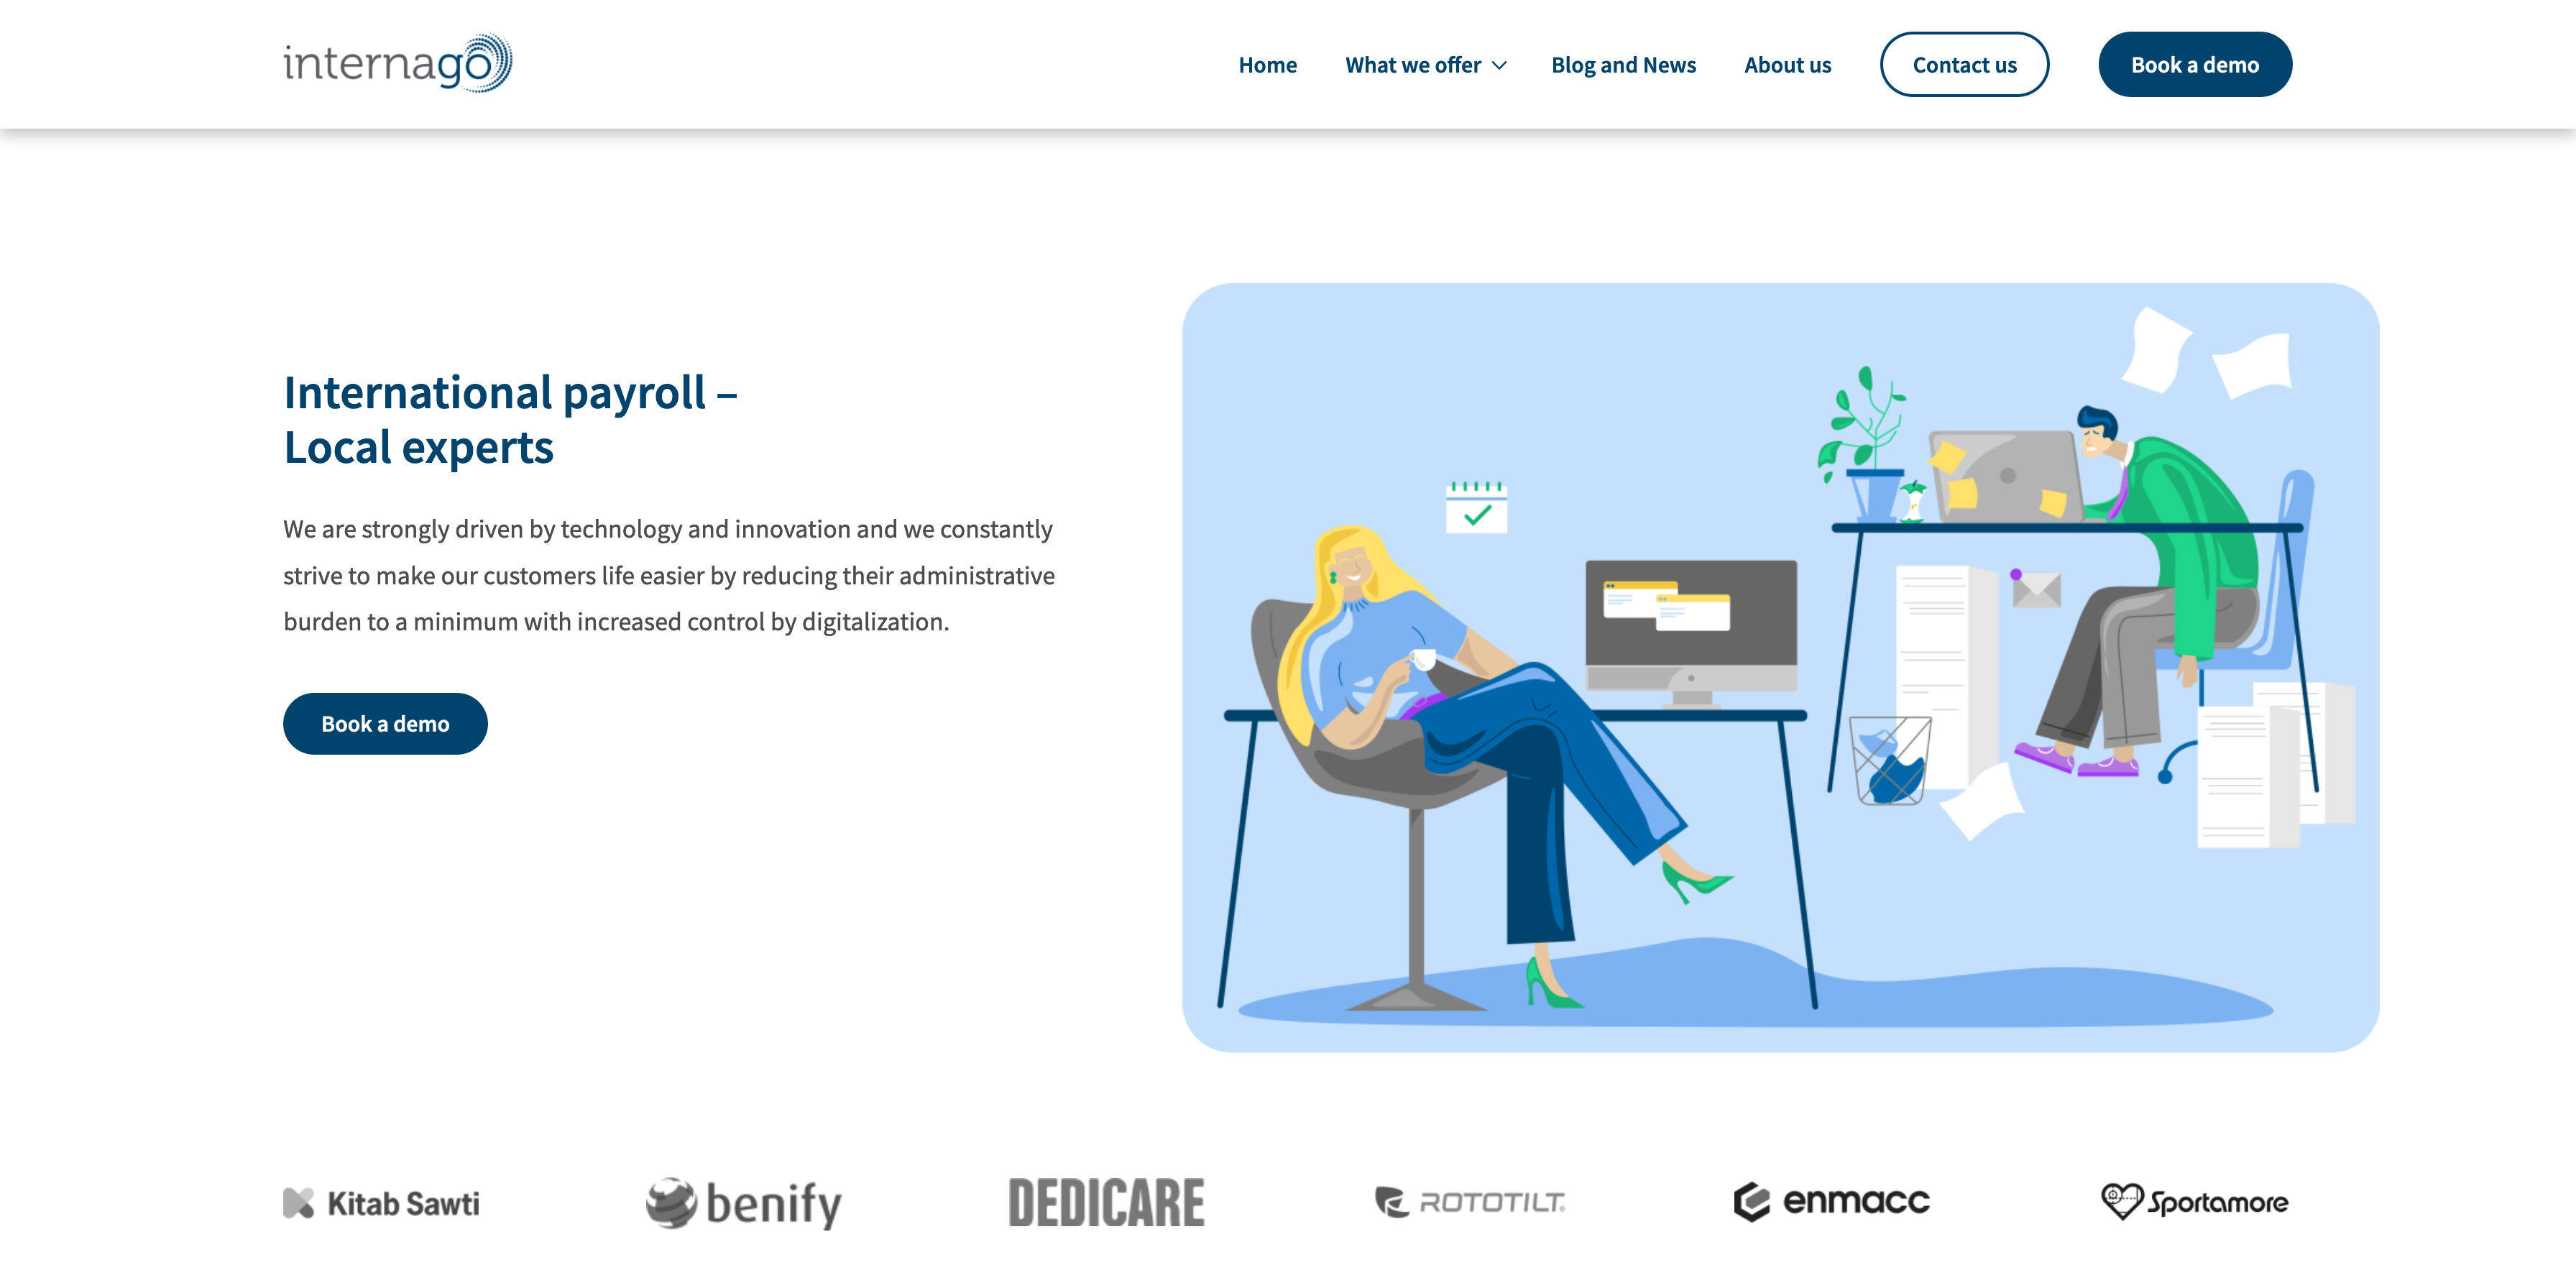 internago
Home
What we offer
Blog and News
About us
Contact us
Book a demo
International payroll –
Local experts
We are strongly driven by technology and innovation and we constantly
strive to make our customers life easier by reducing their administrative
burden to a minimum with increased control by digitalization.
Book a demo
Kitab Sawti
benify
DEDICARE
ROTOTILT®
enmacc
Sportamore